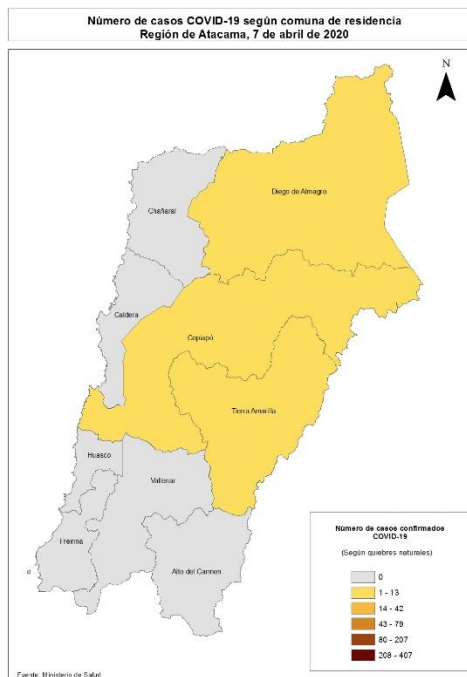 Número de casos COVID-19 según comuna de residencia
Región de Atacama, 7 de abril de 2020
N
Diego de Almagro
Chañaral
Caldera
Copiapó
Tierra Amarilla
Huasco
Vallenar
Freirina
Alto del Carmen
Número de casos confirmados
COVID-19
(Según quiebres naturales)
0
1 - 13
14 - 42
43 - 79
80 - 207
208 - 407
Fuente: Ministerio de Salud